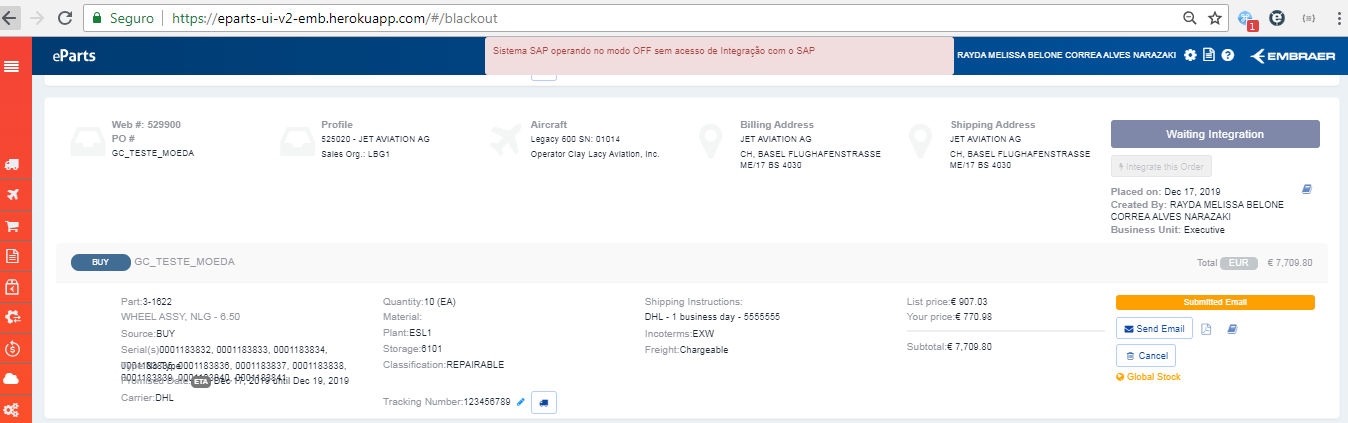 Seguro https://eparts-ui-v2-emb.herokuapp.com/#/blackout
1
eParts
Sistema SAP operando no modo OFF sem acesso de Integração com o SAP
RAYDA MELISSA BELONE CORREA ALVES NARAZAKI
EMBRAER
Web #: 529900
PO #
GC_TESTE_MOEDA
Profile
525020 - JET AVIATION AG
Sales Org.: LBG1
Aircraft
Legacy 600 SN: 01014
Operator Clay Lacy Aviation, Inc.
Billing Address
JET AVIATION AG
CH, BASEL FLUGHAFENSTRASSE
ME/17 BS 4030
Shipping Address
JET AVIATION AG
CH, BASEL FLUGHAFENSTRASSE
ME/17 BS 4030
Waiting Integration
Integrate this Order
Placed on: Dec 17, 2019
Created By: RAYDA MELISSA BELONE
CORREA ALVES NARAZAKI
Business Unit: Executive
BUY GC_TESTE_MOEDA
Total EUR € 7,709.80
Part:3-1622
WHEEL ASSY, NLG - 6.50
Source:BUY
Serial(s)0001183832, 0001183833, 0001183834,
0001183835, 0001183836, 0001183837, 0001183838,
Type:No Type
0001183839, 0001183840, 0001183841
Promised Date: ETA Dec 17, 2019 until Dec 19, 2019
Carrier:DHL
Quantity:10 (EA)
Material:
Plant:ESL1
Storage:6101
Classification:REPAIRABLE
Tracking Number:123456789
Shipping Instructions:
DHL - 1 business day - 5555555
Incoterms:EXW
Freight:Chargeable
List price:€ 907.03
Your price:€ 770.98
Subtotal:€ 7,709.80
Submitted Email
Send Email
Cancel
Global Stock